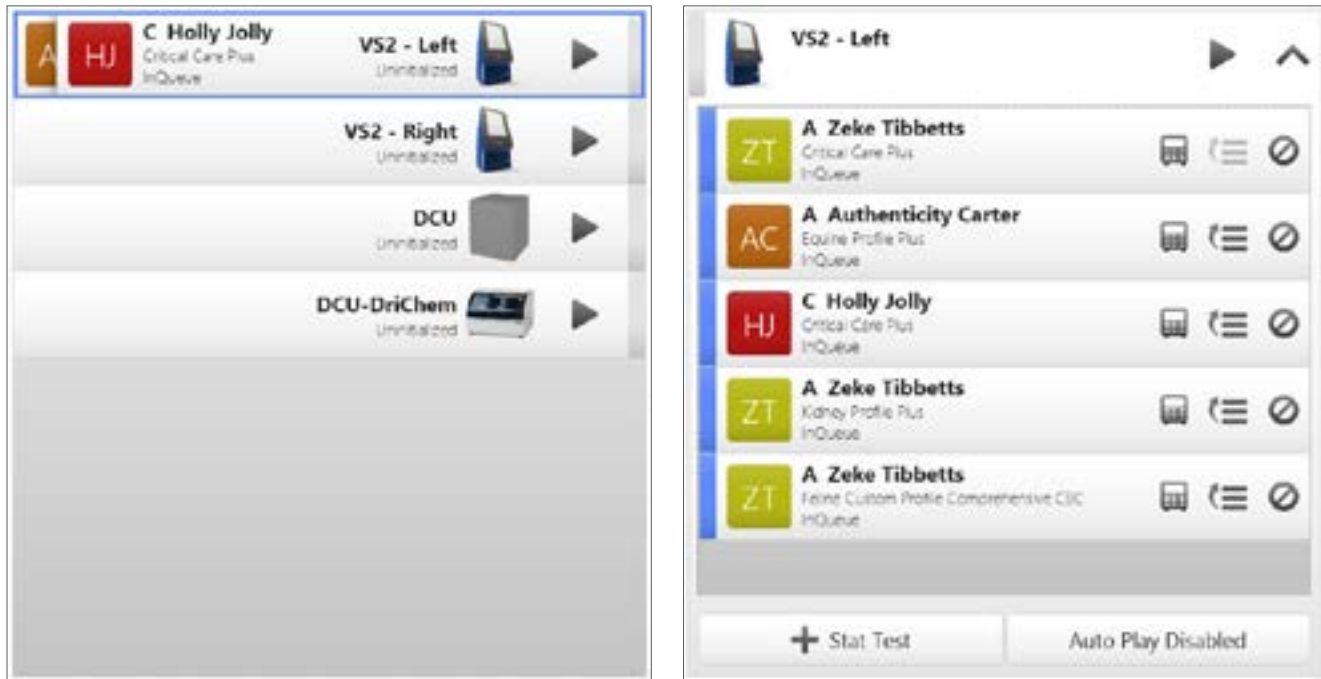 A
HJ
C Holly Jolly
Critical Care Plus
InQueue
VS2 - Left
Uninitialized
VS2 - Right
Uninitialized
DCU
Uninitialized
DCU-DriChem
Uninitialized
VS2 - Left
ZT
A Zeke Tibbetts
Critical Care Plus
InQueue
AC
A Authenticity Carter
Equine Profile Plus
InQueue
HJ
C Holly Jolly
Critical Care Plus
InQueue
ZT
A Zeke Tibbetts
Kidney Profile Plus
InQueue
ZT
A Zeke Tibbetts
Feline Custom Profile Comprehensive CBC
InQueue
Stat Test
Auto Play Disabled